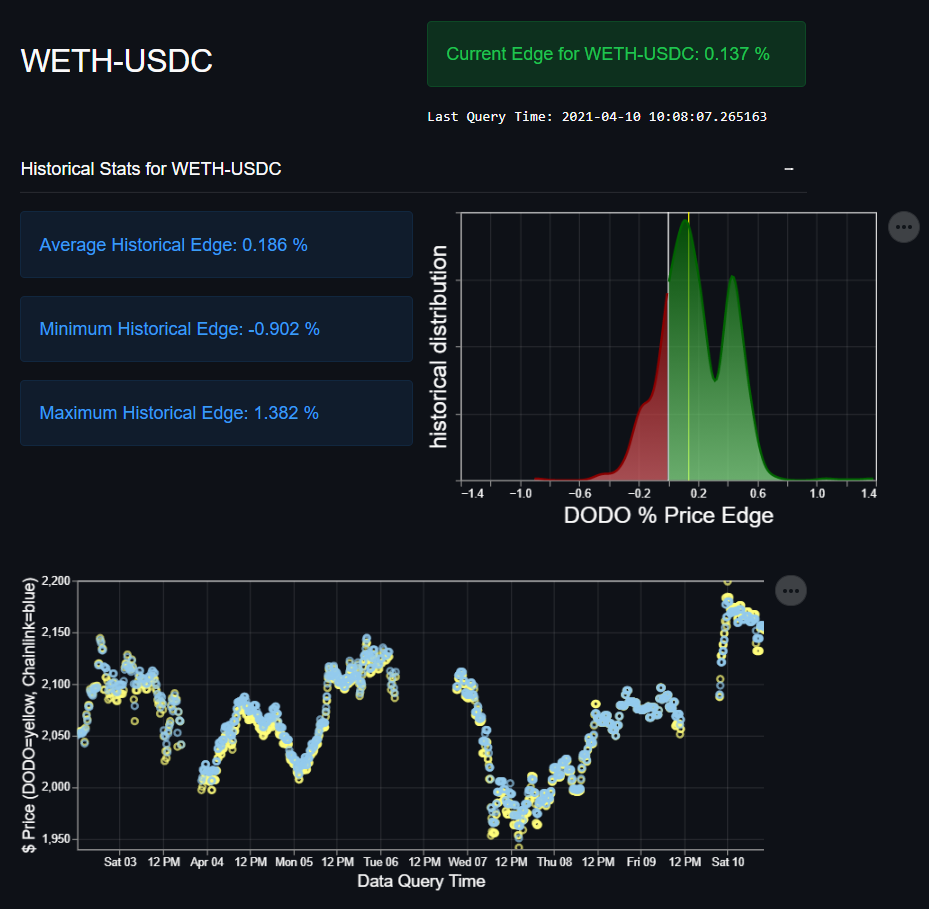 WETH-USDC
Current Edge for WETH-USDC: 0.137 %
Last Query Time: 2021-04-10 10:08:07.265163
Historical Stats for WETH-USDC
Average Historical Edge: 0.186 %
Minimum Historical Edge: -0.902 %
Maximum Historical Edge: 1.382 %
historical distribution
−1.4 −1.0 −0.6 −0.2 0.2 0.6 1.0 1.4
DODO % Price Edge
$ Price (DODO=yellow, Chainlink=blue)
2,200
2,150
2,100
2,050
2,000
1,950
Sat 03 12 PM Apr 04 12 PM Mon 05 12 PM Tue 06 12 PM Wed 07 12 PM Thu 08 12 PM Fri 09 12 PM Sat 10
Data Query Time